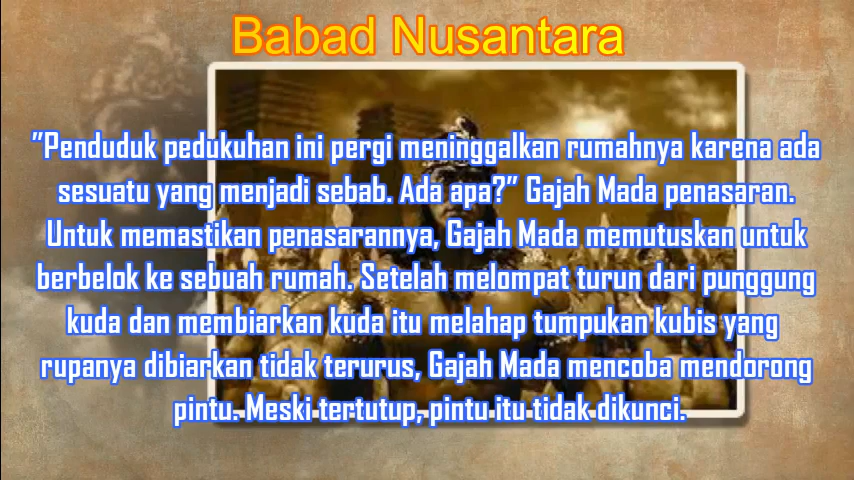 Babad Nusantara
”Penduduk pedukuhan ini pergi meninggalkan rumahnya karena ada
sesuatu yang menjadi sebab. Ada apa?” Gajah Mada penasaran.
Untuk memastikan penasarannya, Gajah Mada memutuskan untuk
berbelok ke sebuah rumah. Setelah melompat turun dari punggung
kuda dan membiarkan kuda itu melahap tumpukan kubis yang
rupanya dibiarkan tidak terurus, Gajah Mada mencoba mendorong
pintu. Meski tertutup, pintu itu tidak dikunci.